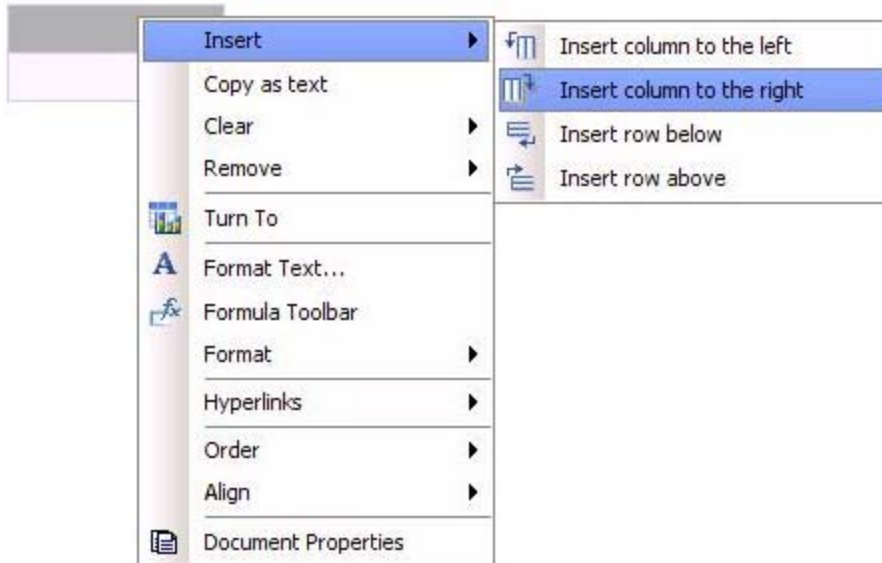 Insert
Copy as text
Clear
Remove
Turn To
Format Text...
Formula Toolbar
Format
Hyperlinks
Order
Align
Document Properties
Insert column to the left
Insert column to the right
Insert row below
Insert row above